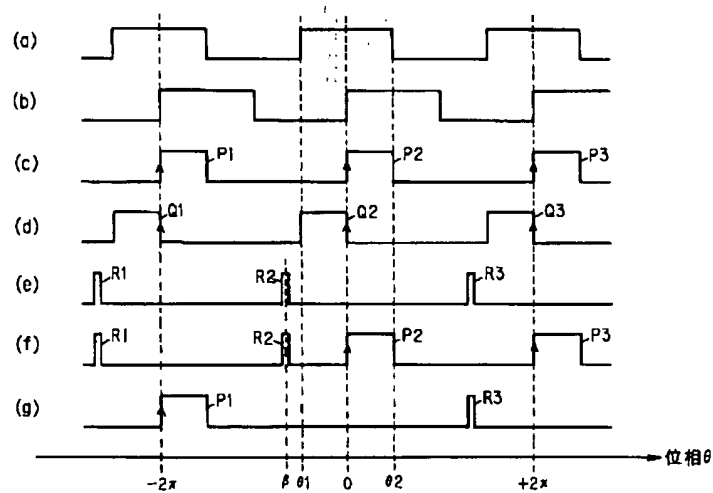 (a)
(b)
(c) P1 P2 P3
(d) Q1 Q2 Q3
(e) R1 R2 R3
(f) R1 R2 P2 P3
(g) P1 R3
-2π β θ1 0 θ2 +2π 位相θ